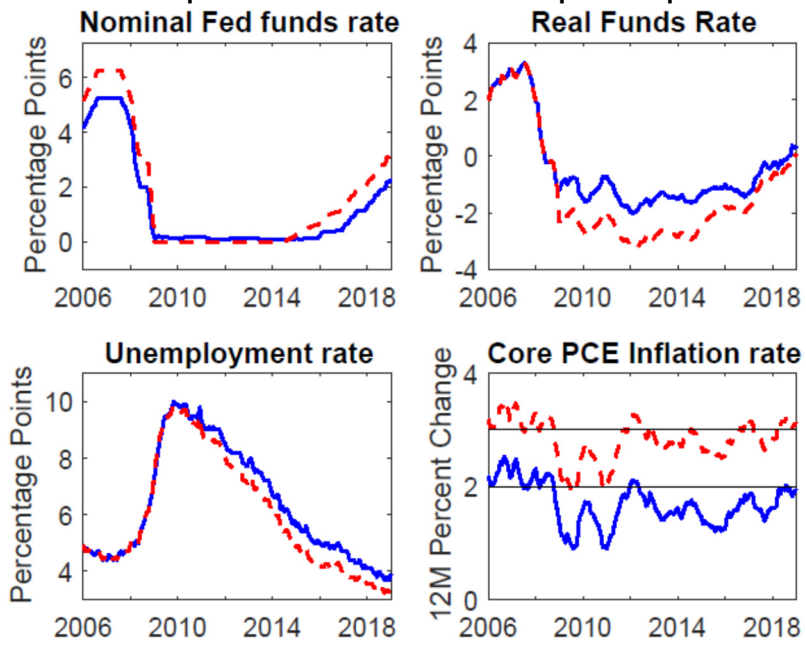 Nominal Fed funds rate
Percentage Points
6
4
2
0
2006 2010 2014 2018
Real Funds Rate
Percentage Points
4
2
0
-2
-4
2006 2010 2014 2018
Unemployment rate
Percentage Points
10
8
6
4
2006 2010 2014 2018
Core PCE Inflation rate
12M Percent Change
4
2
0
2006 2010 2014 2018